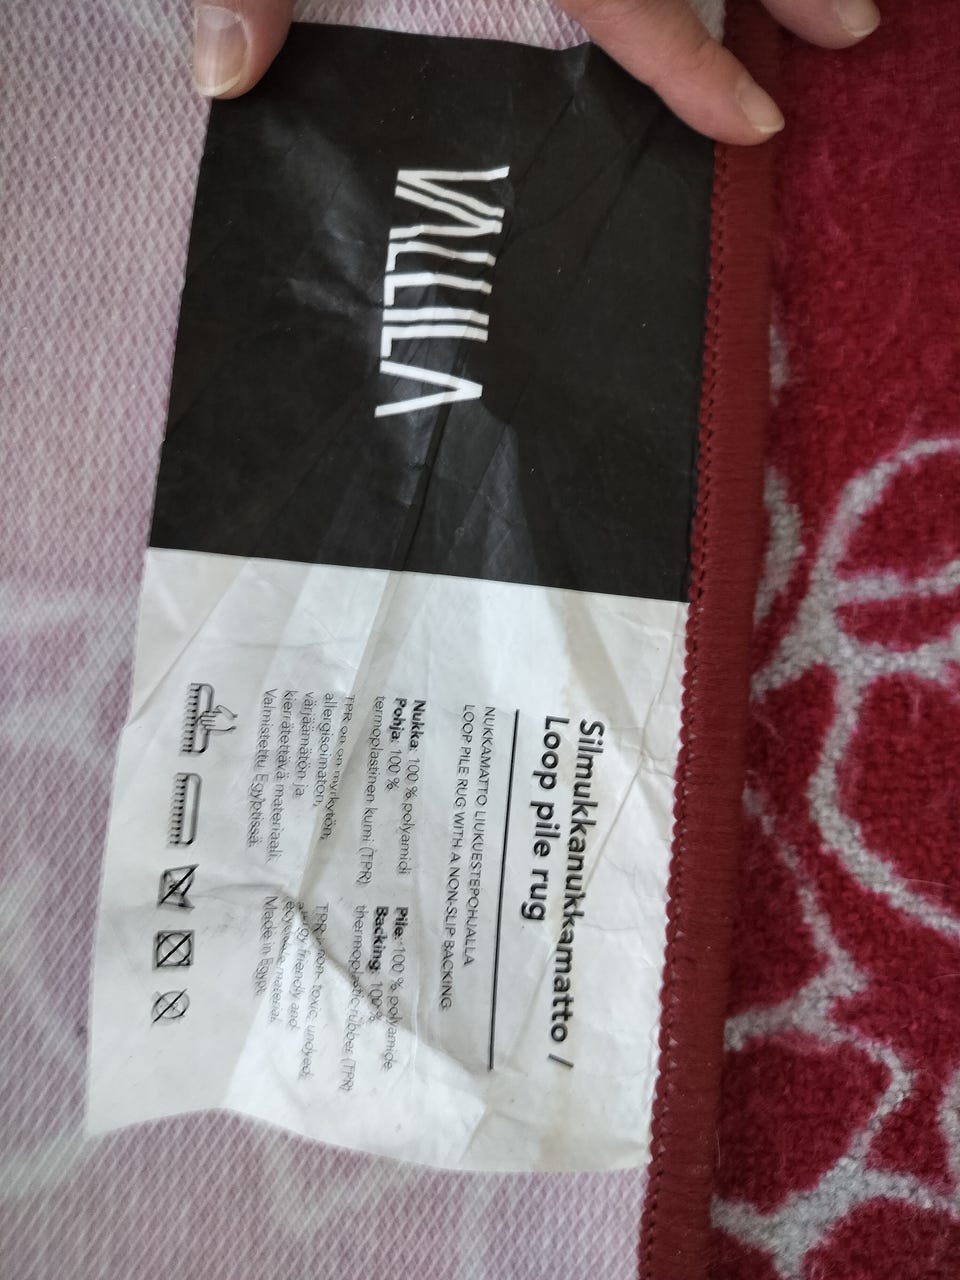 VALLILA
Silmukkanukkamatto /
Loop pile rug
NUKKAMATTO LIUKUESTEPOHJALLA
LOOP PILE RUG WITH A NON-SLIP BACKING
Nukka: 100 % polyamidi
Pohja: 100 %
termoplastinen kumi (TPR)
TPR on on myrkytön,
allergisoimaton,
värjäämätön ja
kierrätettävä materiaali.
Valmistettu Egyptissä.
Pile: 100 % polyamide
Backing: 100%
thermoplastic rubber (TPR)
TPR non- toxic, undyed,
allergy friendly and
recyclable material.
Made in Egypt.